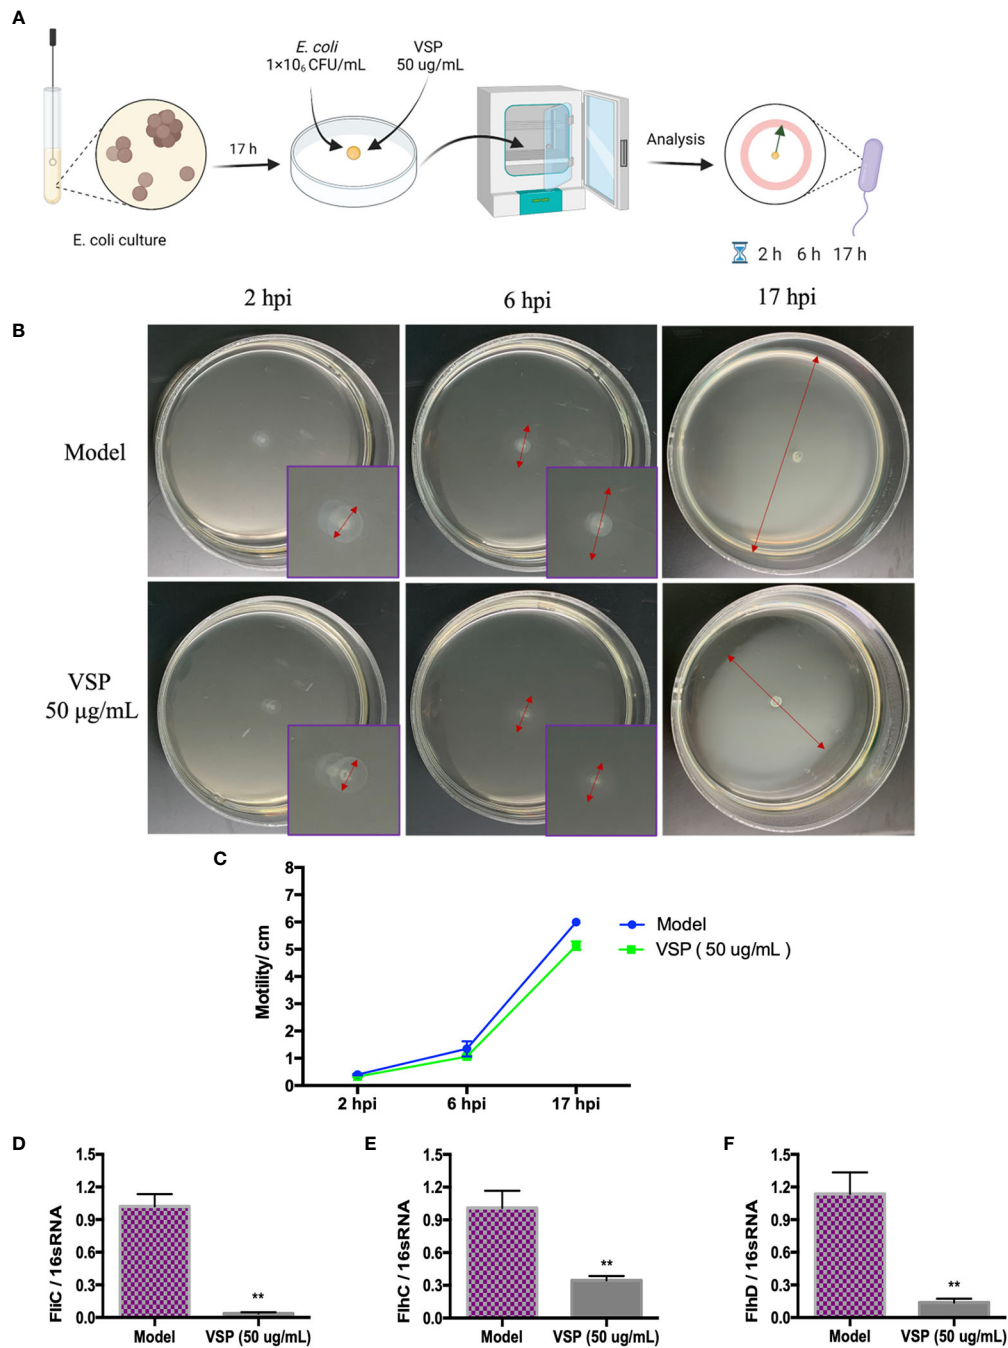 A
E. coli
1×10₆ CFU/mL
VSP
50 ug/mL
17 h
Analysis
E. coli culture
2 h 6 h 17 h
2 hpi 6 hpi 17 hpi
B
Model
VSP
50 μg/mL
C
8
7
6
5
4
3
2
1
0
Motility/ cm
2 hpi 6 hpi 17 hpi
Model
VSP ( 50 ug/mL )
D
1.5
1.2
0.9
0.6
0.3
0.0
FliC / 16sRNA
**
Model VSP (50 ug/mL)
E
1.5
1.2
0.9
0.6
0.3
0.0
FlhC / 16sRNA
**
Model VSP (50 ug/mL)
F
1.5
1.2
0.9
0.6
0.3
0.0
FlhD / 16sRNA
**
Model VSP (50 ug/mL)